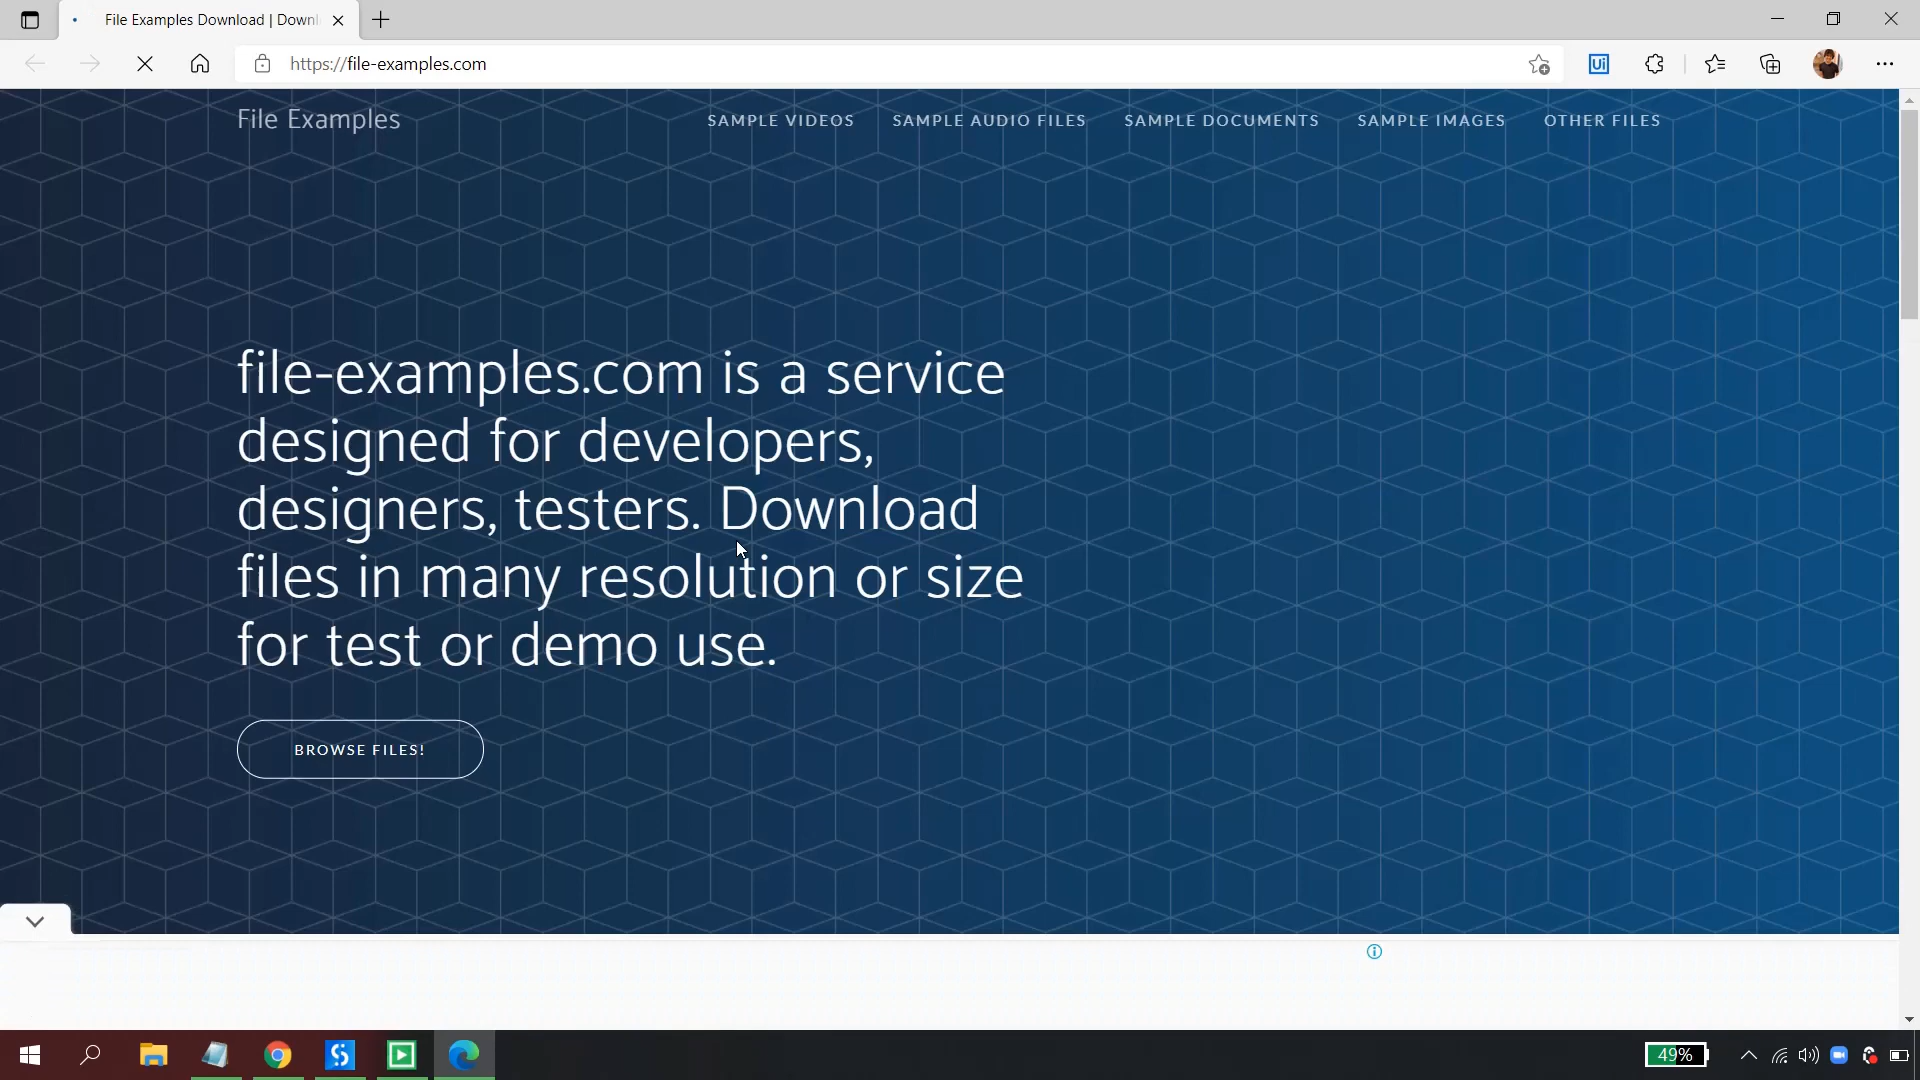 File Examples Download | Downl
https://file-examples.com
Ui
File Examples
SAMPLE VIDEOS
SAMPLE AUDIO FILES
SAMPLE DOCUMENTS
SAMPLE IMAGES
OTHER FILES
file-examples.com is a service
designed for developers,
designers, testers. Download
files in many resolution or size
for test or demo use.
BROWSE FILES!
49%